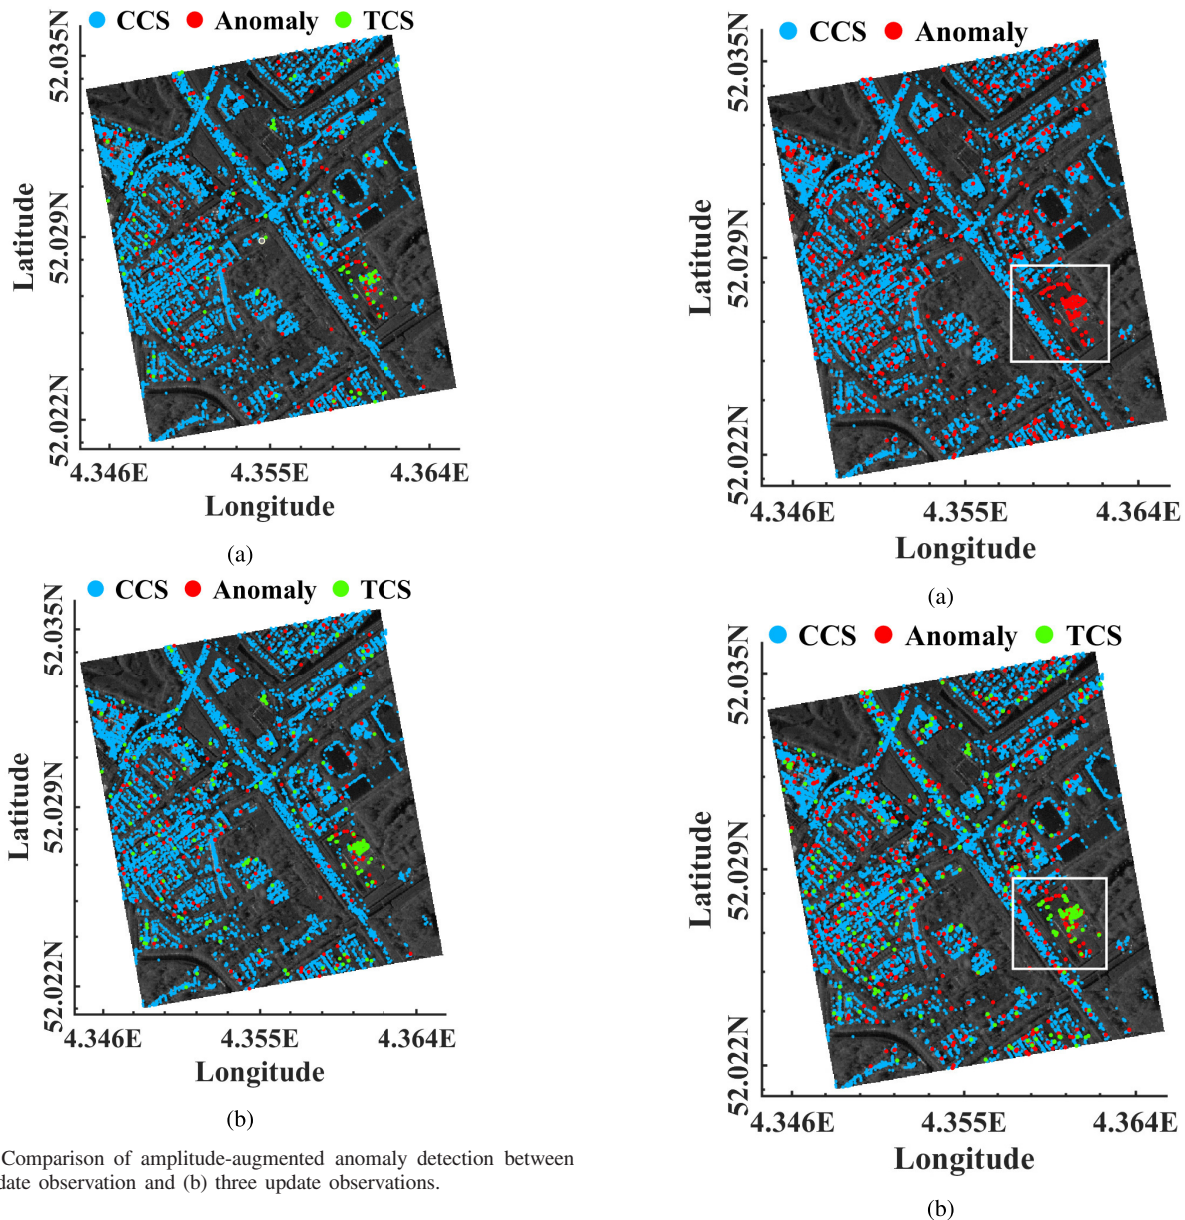 CCS Anomaly TCS
52.035N
52.029N
52.022N
Latitude
4.346E 4.355E 4.364E
Longitude
(a)
CCS Anomaly TCS
52.035N
52.029N
52.022N
Latitude
4.346E 4.355E 4.364E
Longitude
(b)
Comparison of amplitude-augmented anomaly detection between
date observation and (b) three update observations.
CCS Anomaly
52.035N
52.029N
52.022N
Latitude
4.346E 4.355E 4.364E
Longitude
(a)
CCS Anomaly TCS
52.035N
52.029N
52.022N
Latitude
4.346E 4.355E 4.364E
Longitude
(b)